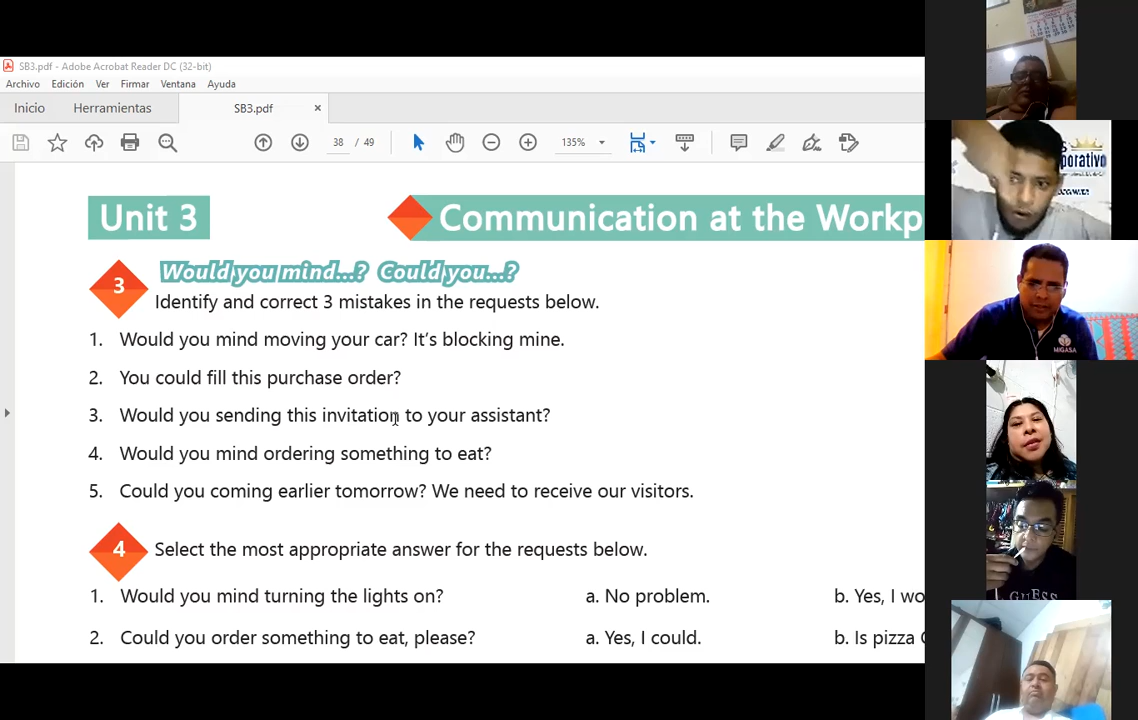 SB3.pdf - Adobe Acrobat Reader DC (32-bit)
Archivo Edición Ver Firmar Ventana Ayuda
Inicio Herramientas SB3.pdf ×
38 / 49 135%
Unit 3 Communication at the Workp
3 Would you mind...? Could you...?
Identify and correct 3 mistakes in the requests below.
1. Would you mind moving your car? It's blocking mine.
2. You could fill this purchase order?
3. Would you sending this invitation to your assistant?
4. Would you mind ordering something to eat?
5. Could you coming earlier tomorrow? We need to receive our visitors.
4 Select the most appropriate answer for the requests below.
1. Would you mind turning the lights on? a. No problem. b. Yes, I wo
2. Could you order something to eat, please? a. Yes, I could. b. Is pizza
orporativo
MIGASA
GUESS